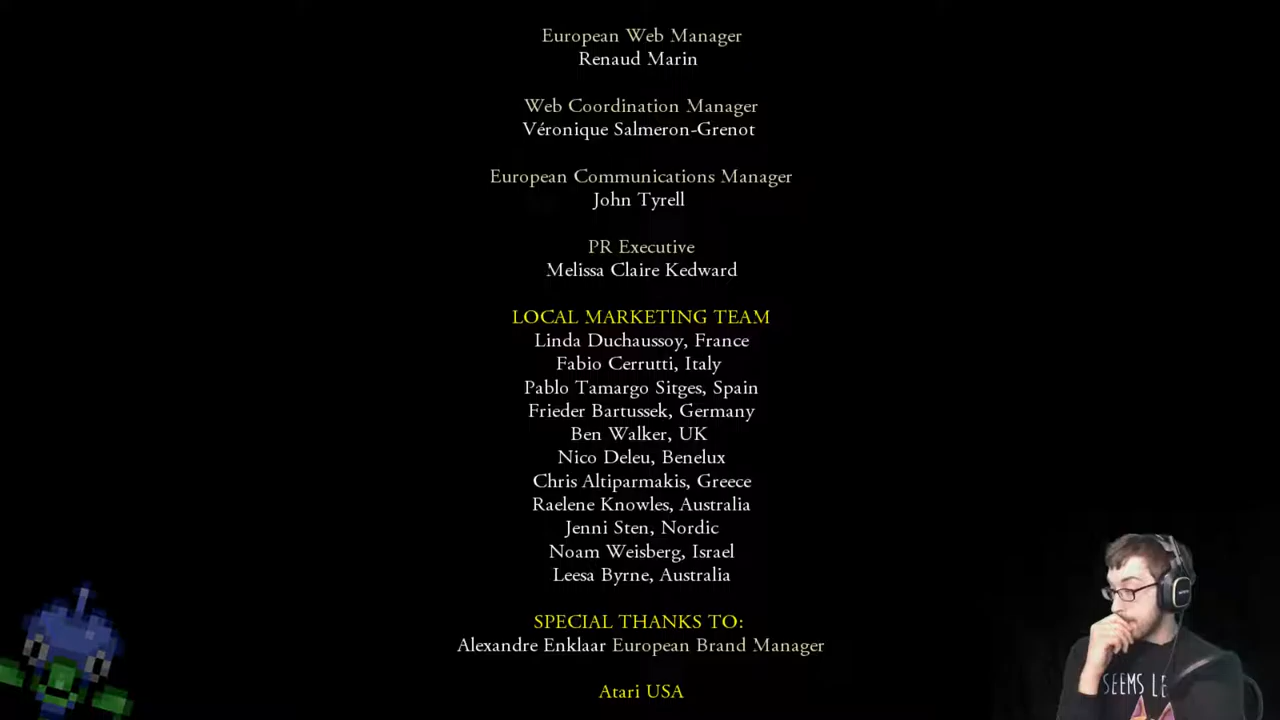 European Web Manager
Renaud Marin
Web Coordination Manager
Véronique Salmeron-Grenot
European Communications Manager
John Tyrell
PR Executive
Melissa Claire Kedward
LOCAL MARKETING TEAM
Linda Duchaussoy, France
Fabio Cerrutti, Italy
Pablo Tamargo Sitges, Spain
Frieder Bartussek, Germany
Ben Walker, UK
Nico Deleu, Benelux
Chris Altiparmakis, Greece
Raelene Knowles, Australia
Jenni Sten, Nordic
Noam Weisberg, Israel
Leesa Byrne, Australia
SPECIAL THANKS TO:
Alexandre Enklaar European Brand Manager
Atari USA
SEEMS LE